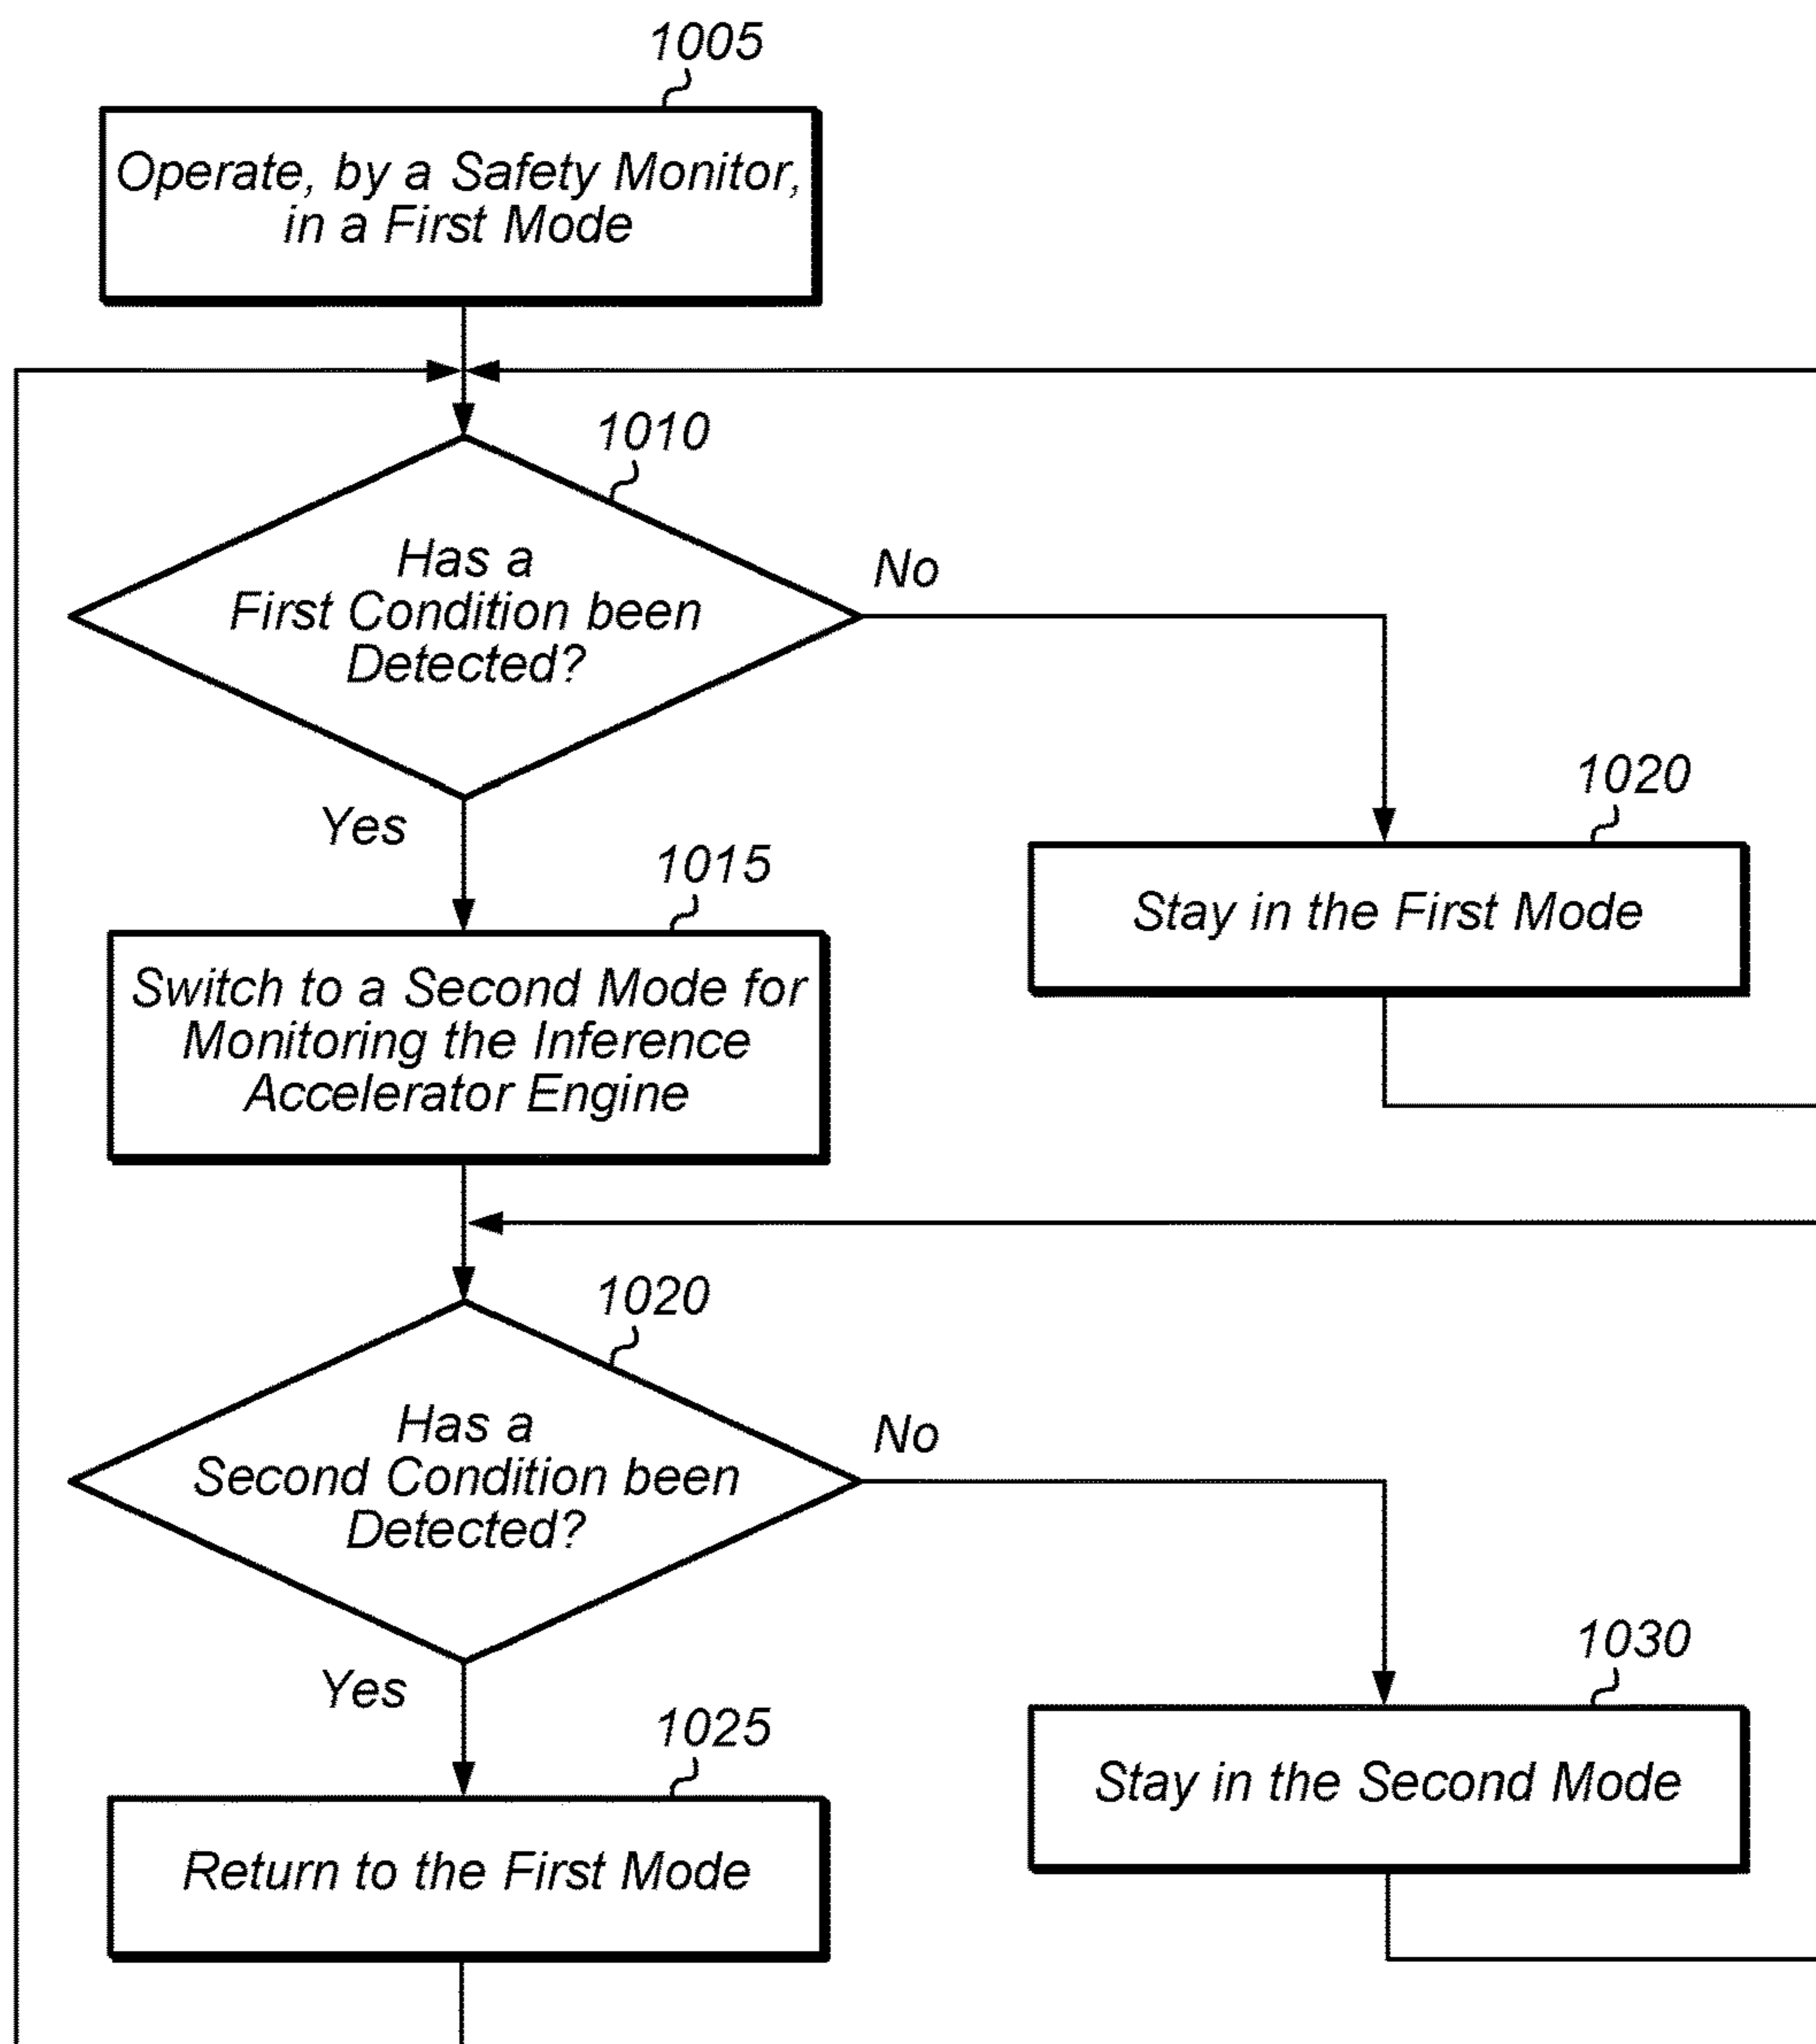 1005
Operate, by a Safety Monitor,
in a First Mode
1010
Has a
First Condition been
Detected?
No
Yes
1020
Stay in the First Mode
1015
Switch to a Second Mode for
Monitoring the Inference
Accelerator Engine
1020
Has a
Second Condition been
Detected?
No
Yes
1030
Stay in the Second Mode
1025
Return to the First Mode